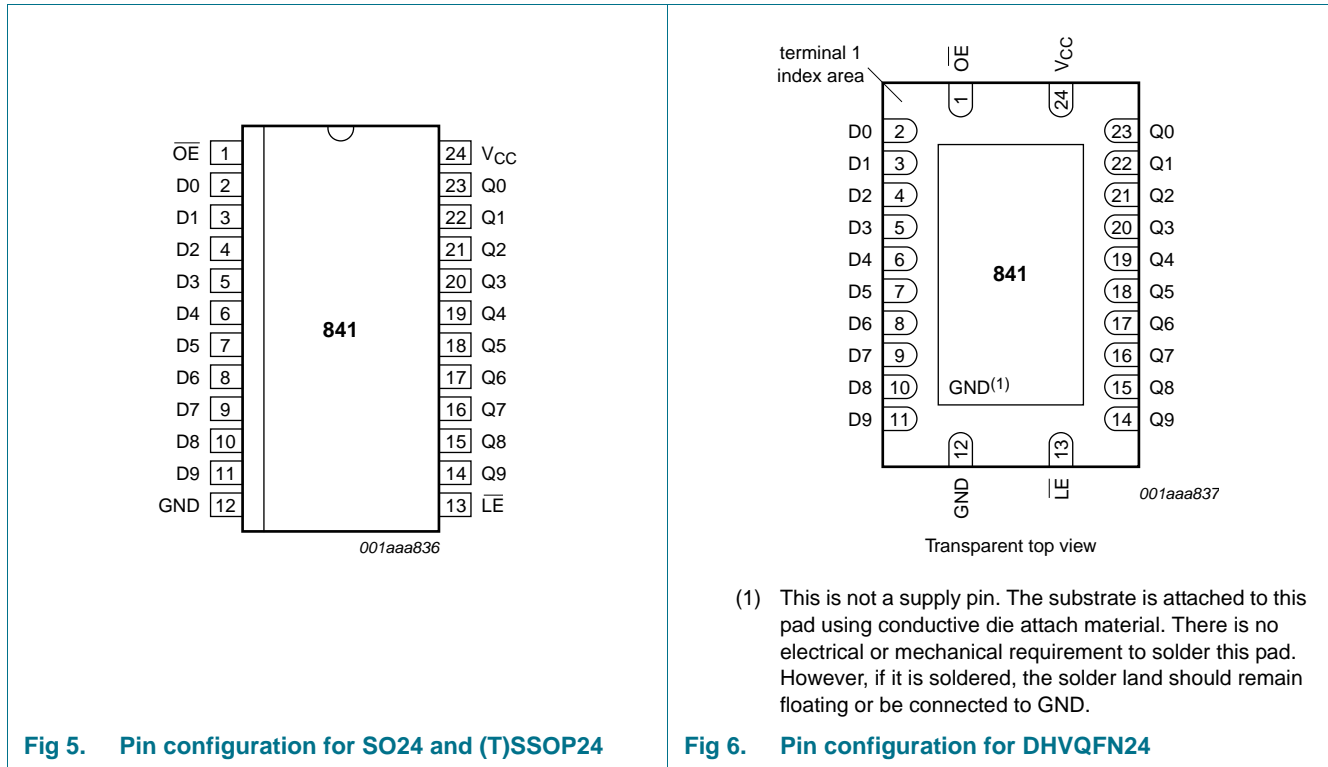 OE 1
D0 2
D1 3
D2 4
D3 5
D4 6
D5 7
D6 8
D7 9
D8 10
D9 11
GND 12
841
24 VCC
23 Q0
22 Q1
21 Q2
20 Q3
19 Q4
18 Q5
17 Q6
16 Q7
15 Q8
14 Q9
13 LE
001aaa836
Fig 5. Pin configuration for SO24 and (T)SSOP24
terminal 1
index area
OE
VCC
1
24
D0 2
D1 3
D2 4
D3 5
D4 6
D5 7
D6 8
D7 9
D8 10
D9 11
841
GND(1)
23 Q0
22 Q1
21 Q2
20 Q3
19 Q4
18 Q5
17 Q6
16 Q7
15 Q8
14 Q9
12
13
GND
LE
001aaa837
Transparent top view
(1) This is not a supply pin. The substrate is attached to this
pad using conductive die attach material. There is no
electrical or mechanical requirement to solder this pad.
However, if it is soldered, the solder land should remain
floating or be connected to GND.
Fig 6. Pin configuration for DHVQFN24